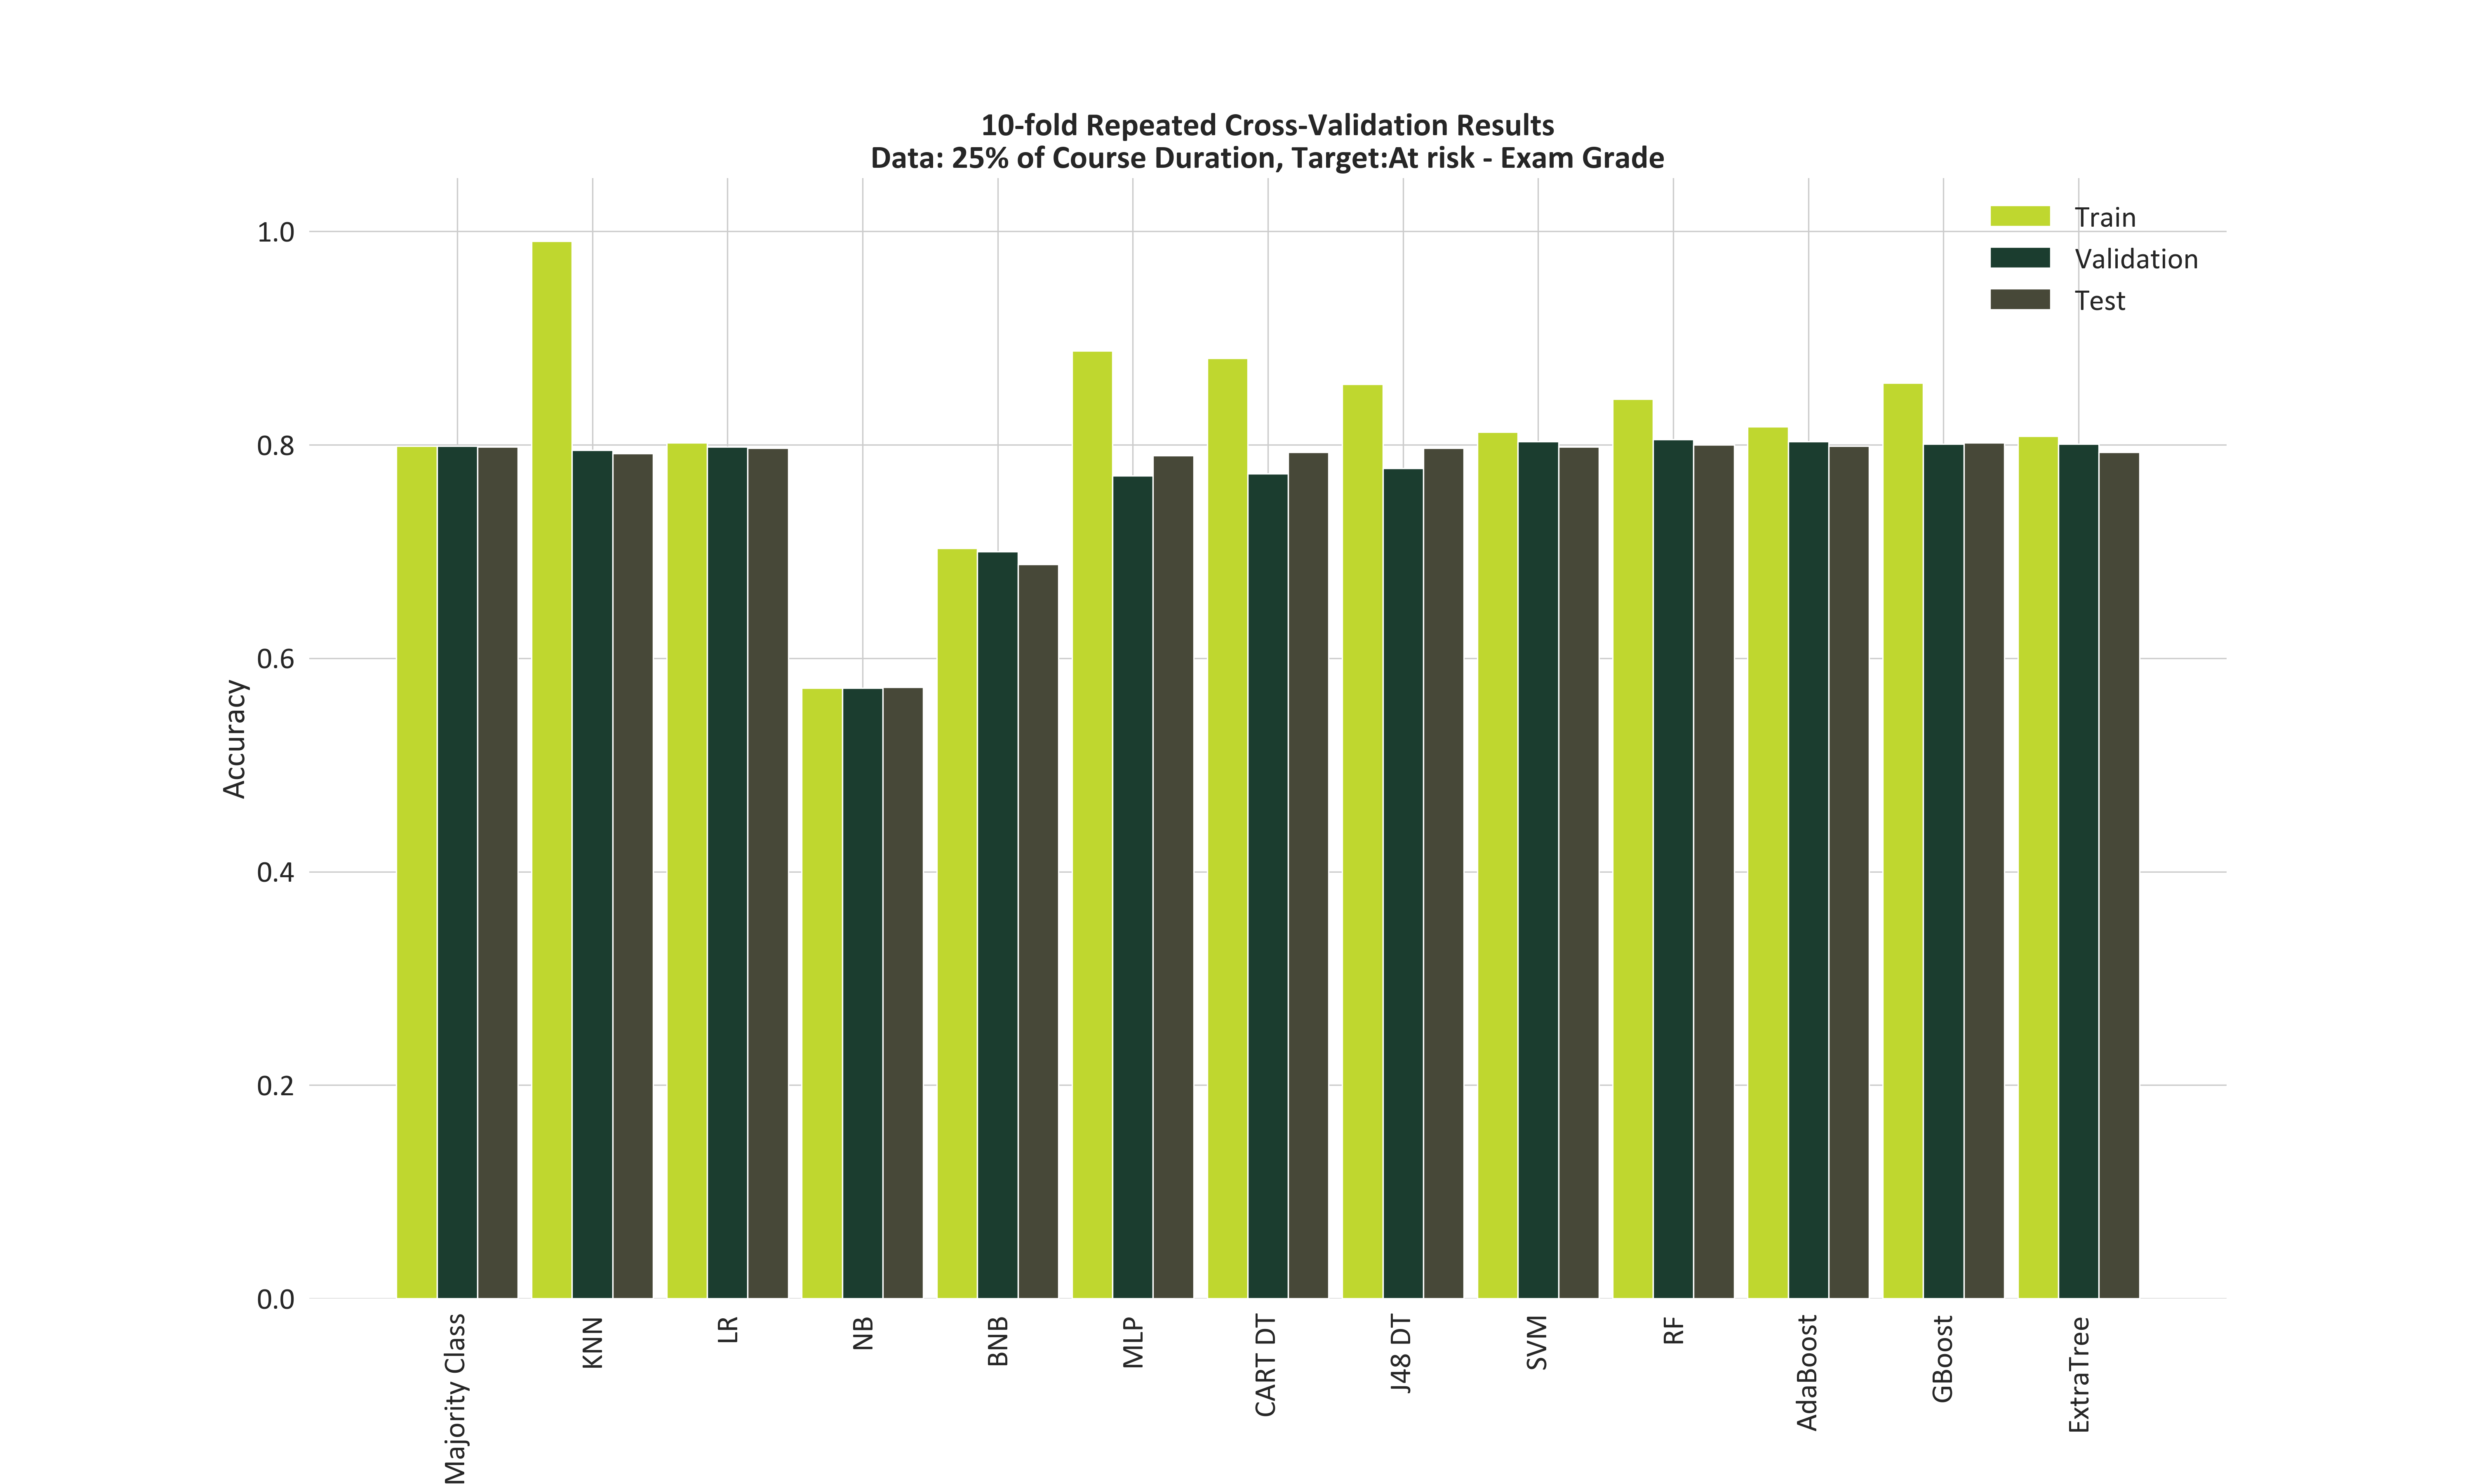 10-fold Repeated Cross-Validation Results
Data: 25% of Course Duration, Target:At risk - Exam Grade
Train
Validation
Test
Accuracy
1.0
0.8
0.6
0.4
0.2
0.0
Majority Class
KNN
LR
NB
BNB
MLP
CART DT
J48 DT
SVM
RF
AdaBoost
GBoost
ExtraTree